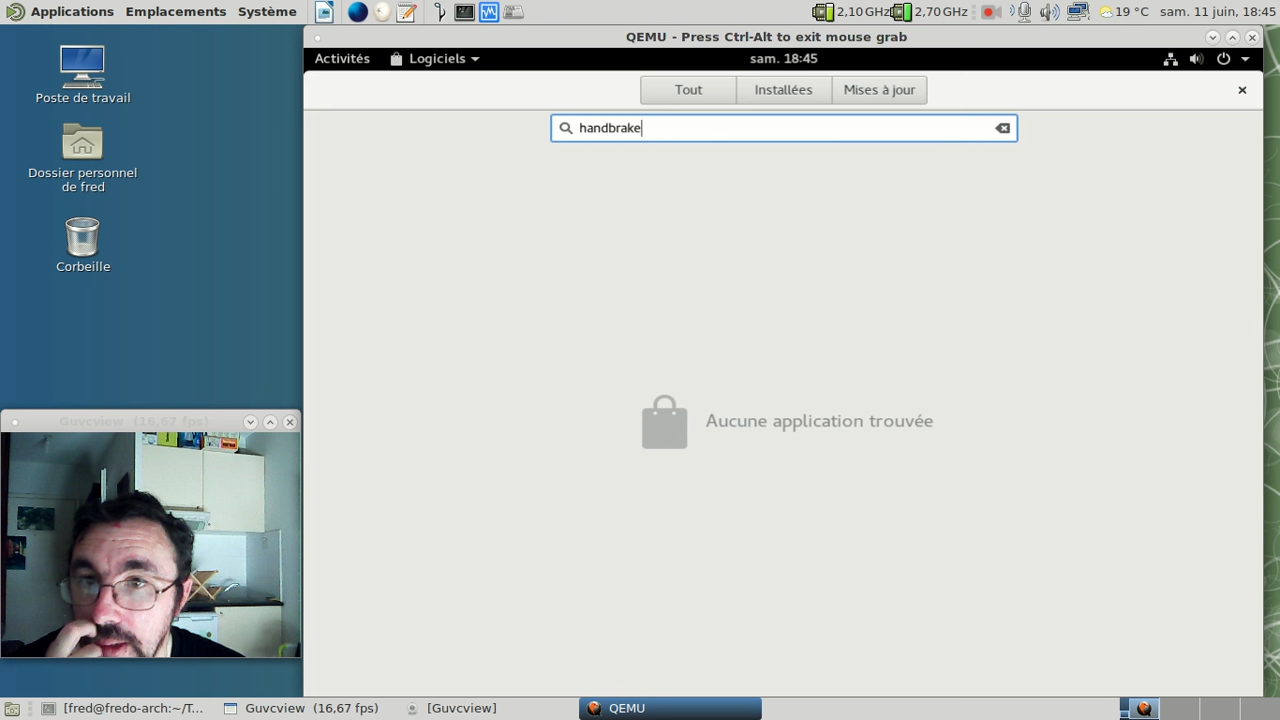 Applications Emplacements Système
2,10 GHz 2,70 GHz 19 °C sam. 11 juin, 18:45
Poste de travail
Dossier personnel
de fred
Corbeille
QEMU - Press Ctrl-Alt to exit mouse grab
Activités Logiciels sam. 18:45
Tout Installées Mises à jour
handbrake
Aucune application trouvée
Guvcview (16,67 fps)
[fred@fredo-arch:~/T... Guvcview (16,67 fps) [Guvcview] QEMU